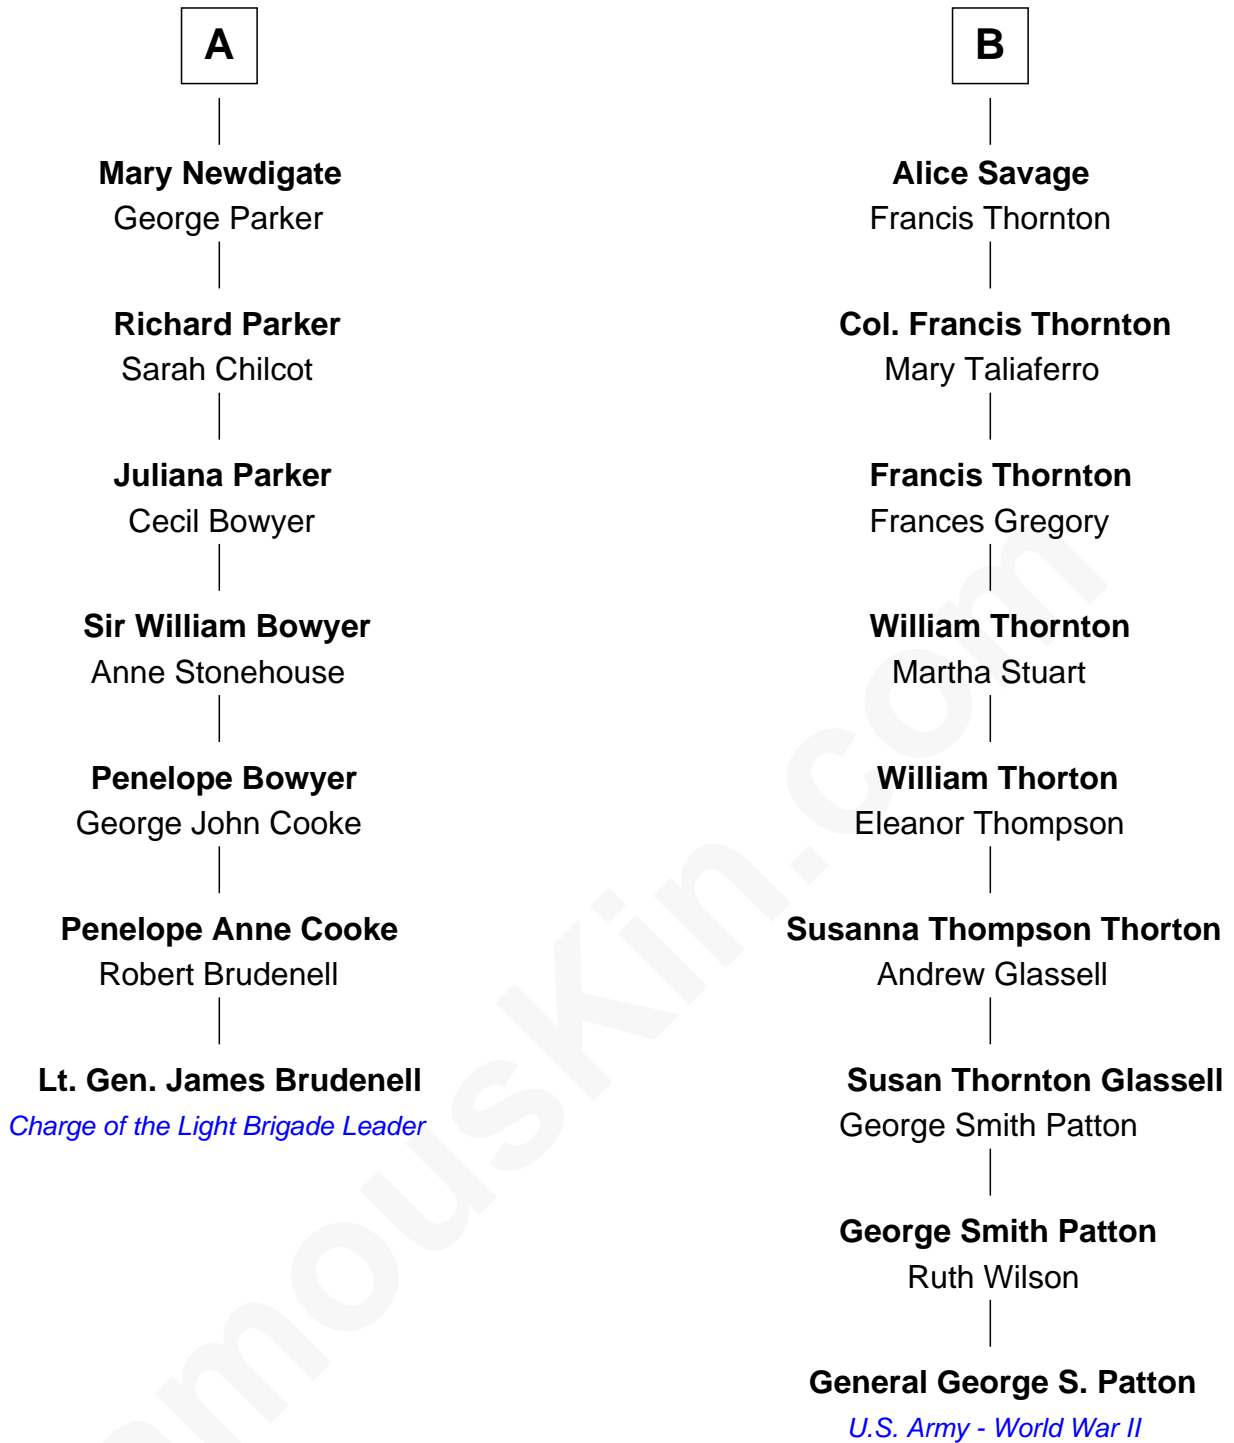 A
Mary Newdigate
George Parker
Richard Parker
Sarah Chilcot
Juliana Parker
Cecil Bowyer
Sir William Bowyer
Anne Stonehouse
Penelope Bowyer
George John Cooke
Penelope Anne Cooke
Robert Brudenell
Lt. Gen. James Brudenell
Charge of the Light Brigade Leader
B
Alice Savage
Francis Thornton
Col. Francis Thornton
Mary Taliaferro
Francis Thornton
Frances Gregory
William Thornton
Martha Stuart
William Thorton
Eleanor Thompson
Susanna Thompson Thorton
Andrew Glassell
Susan Thornton Glassell
George Smith Patton
George Smith Patton
Ruth Wilson
General George S. Patton
U.S. Army - World War II
amousKin.com